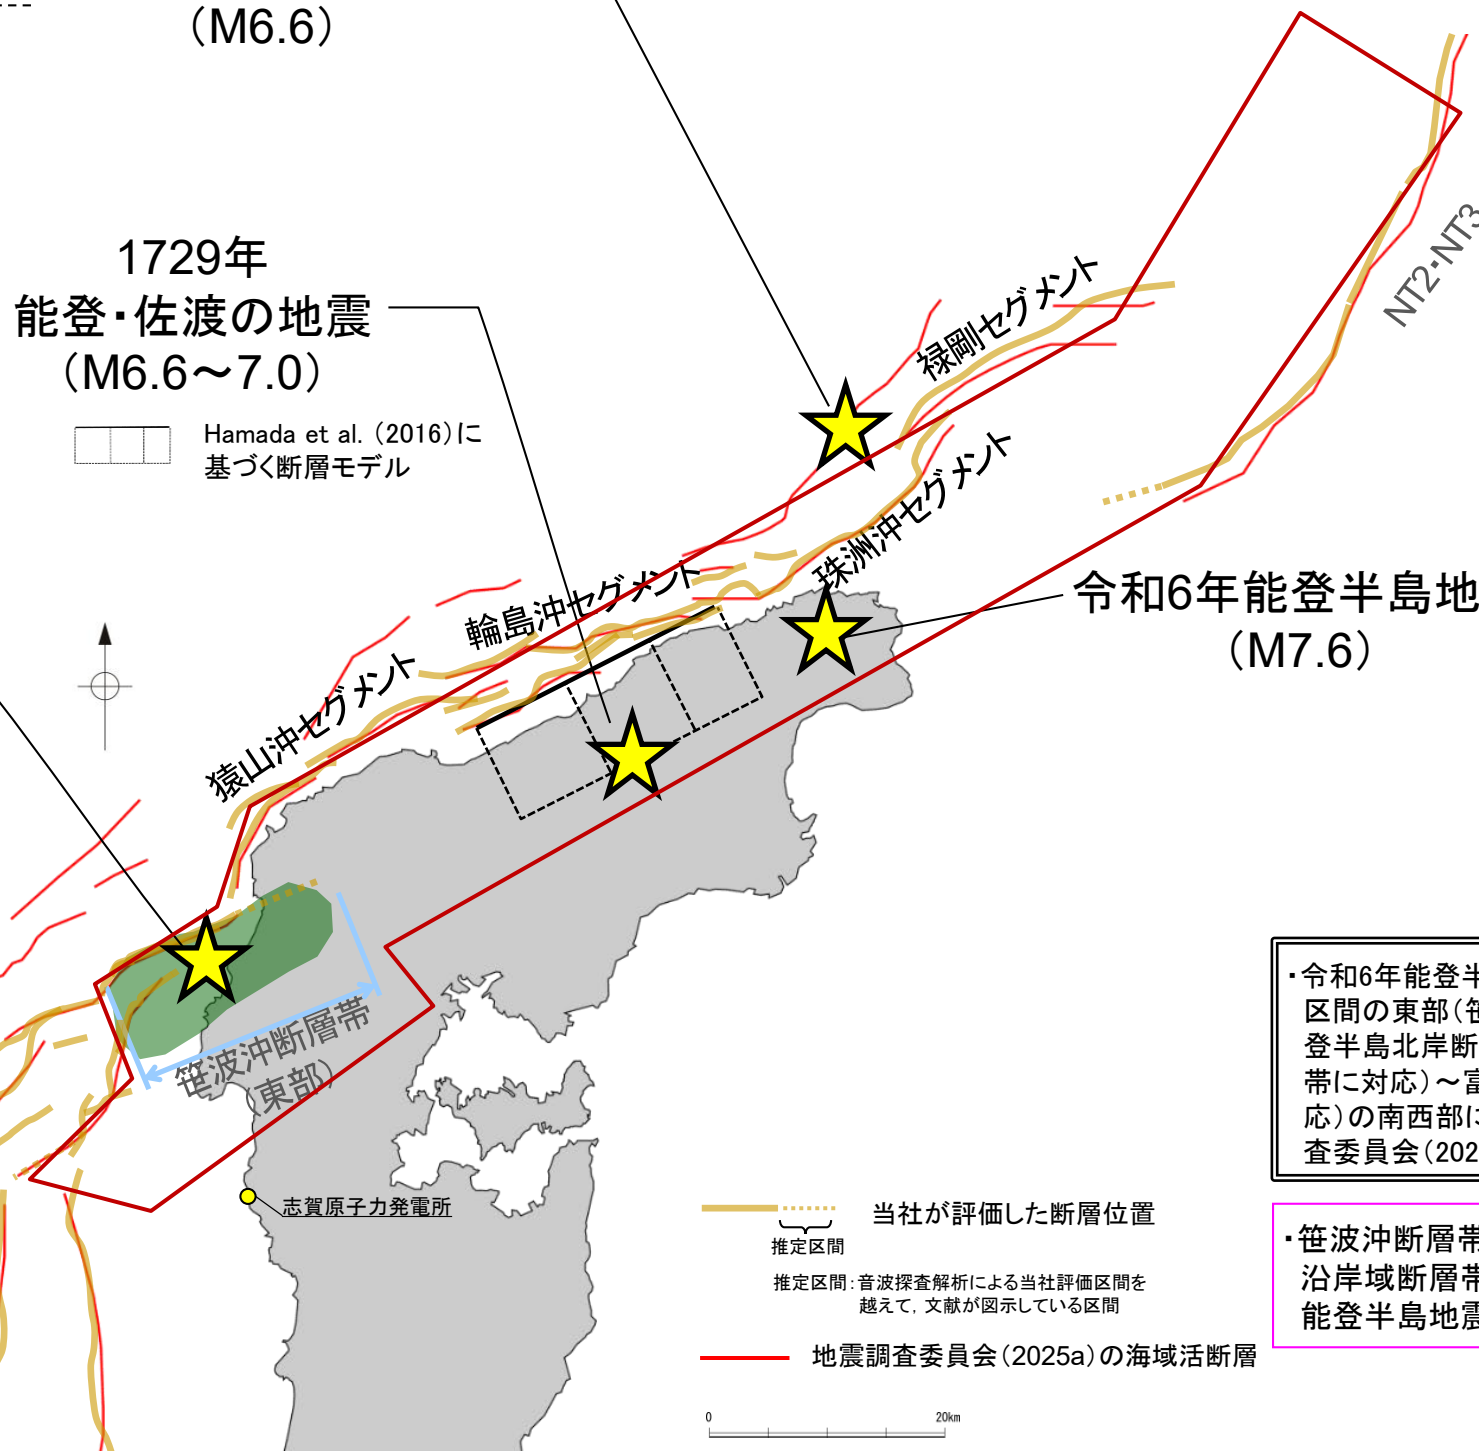 （M6.6）
1729年
能登・佐渡の地震
（M6.6～7.0）
Hamada et al. (2016)に
基づく断層モデル
禄剛セグメント
NT2・NT3
珠洲沖セグメント
輪島沖セグメント
猿山沖セグメント
令和6年能登半島地
（M7.6）
笹波沖断層帯
（東部）
志賀原子力発電所
・令和6年能登半
区間の東部（笹
登半島北岸断
帯に対応）～富
応）の南西部に
査委員会（202
・笹波沖断層帯
沿岸域断層帯
能登半島地震
当社が評価した断層位置
推定区間
推定区間：音波探査解析による当社評価区間を
越えて，文献が図示している区間
地震調査委員会（2025a）の海域活断層
0 20km